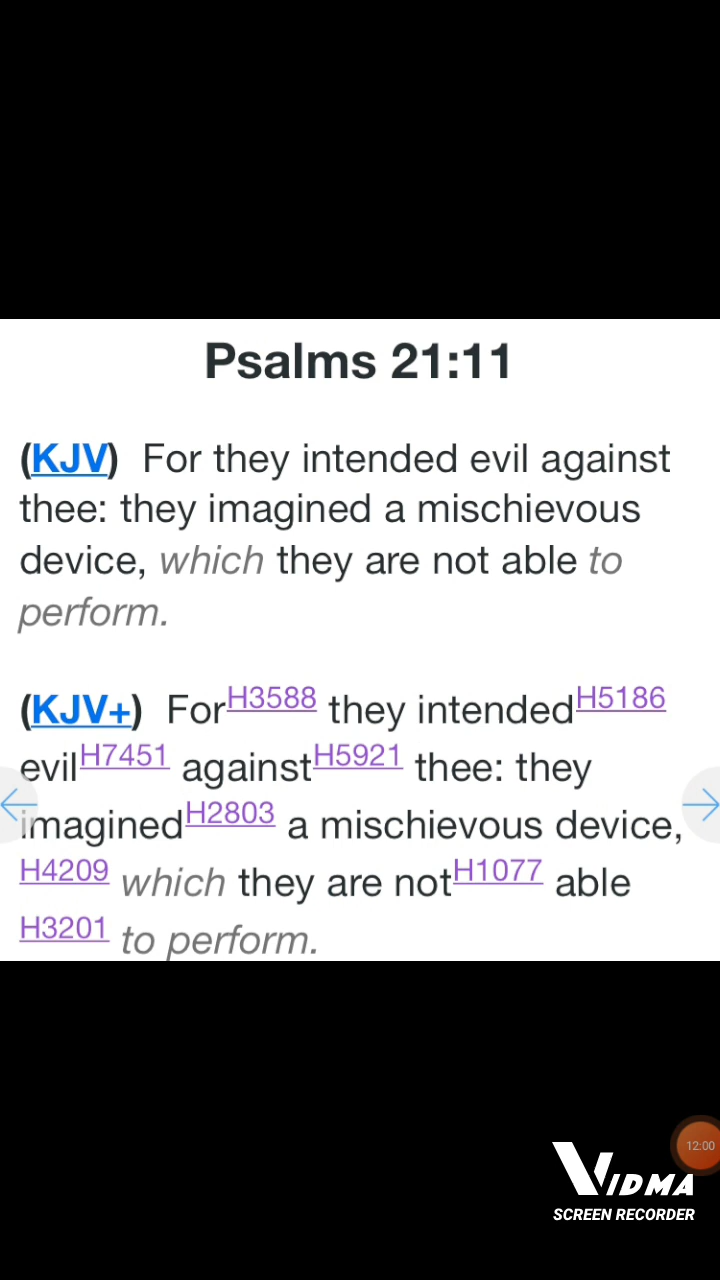 Psalms 21:11
(KJV) For they intended evil against
thee: they imagined a mischievous
device, which they are not able to
perform.
(KJV+) ForH3588 they intendedH5186
evilH7451 againstH5921 thee: they
imaginedH2803 a mischievous device,
H4209 which they are notH1077 able
H3201 to perform.
12:00
VIDMA
SCREEN RECORDER